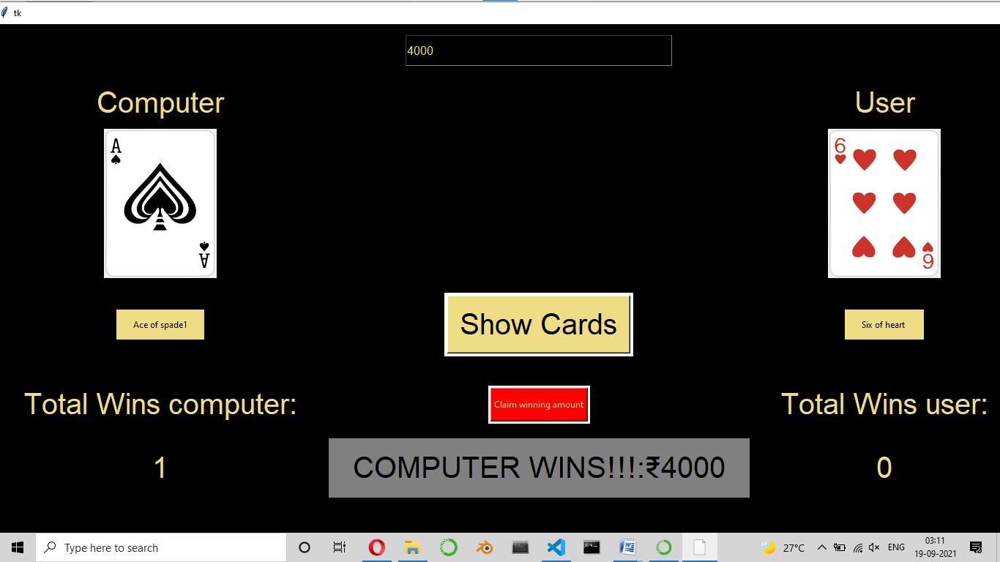 tk
4000
Computer
User
A
A
6
6
Show Cards
Ace of spade1
Six of heart
Total Wins computer:
Claim winning amount
Total Wins user:
1
COMPUTER WINS!!!:₹4000
0
Type here to search
27°C
ENG
03:11
19-09-2021